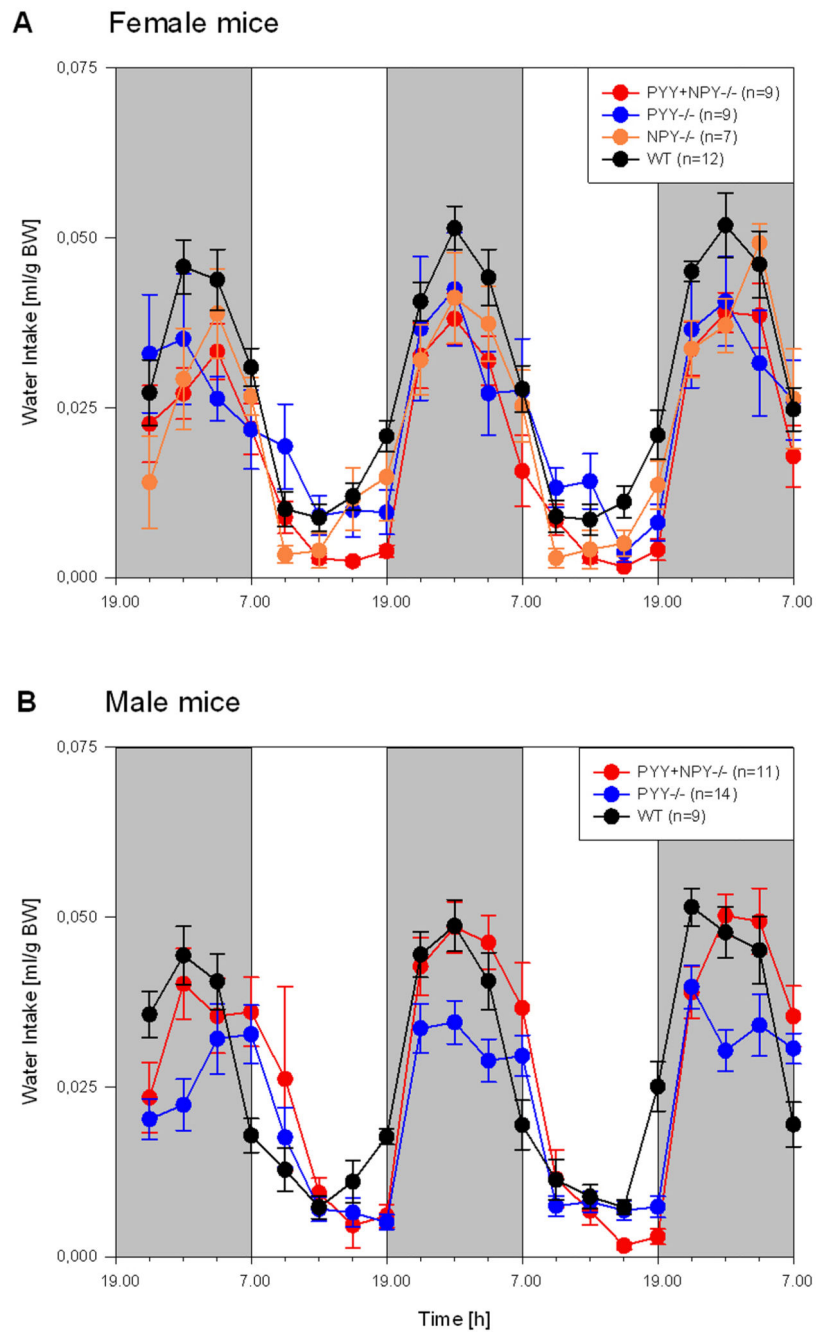 A Female mice
0,075
PYY+NPY-/- (n=9)
PYY-/- (n=9)
NPY-/- (n=7)
WT (n=12)
0,050
Water Intake [ml/g BW]
0,025
0,000
19.00 7.00 19.00 7.00 19.00 7.00
B Male mice
0,075
PYY+NPY-/- (n=11)
PYY-/- (n=14)
WT (n=9)
0,050
Water Intake [ml/g BW]
0,025
0,000
19.00 7.00 19.00 7.00 19.00 7.00
Time [h]